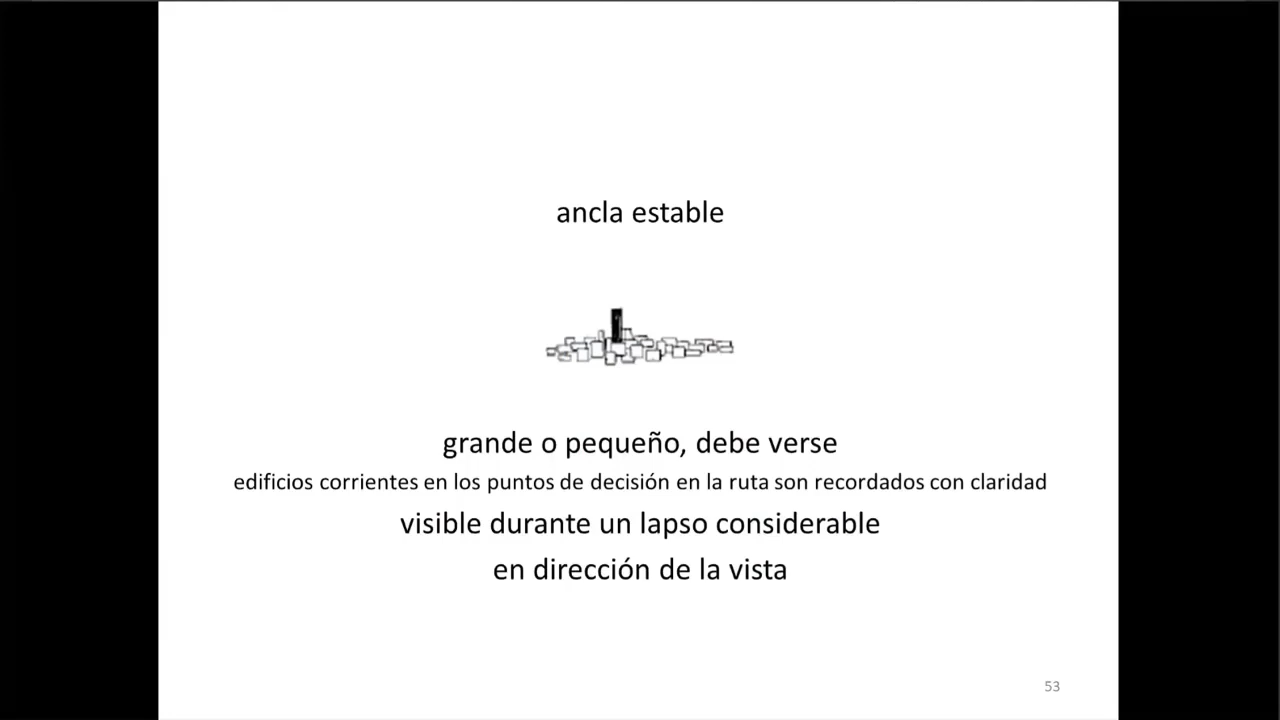 ancla estable
grande o pequeño, debe verse
edificios corrientes en los puntos de decisión en la ruta son recordados con claridad
visible durante un lapso considerable
en dirección de la vista
53